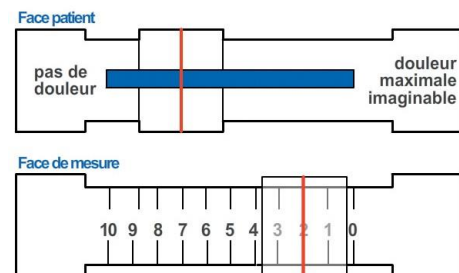 Face patient
pas de
douleur
douleur
maximale
imaginable
Face de mesure
10 9 8 7 6 5 4 3 2 1 0